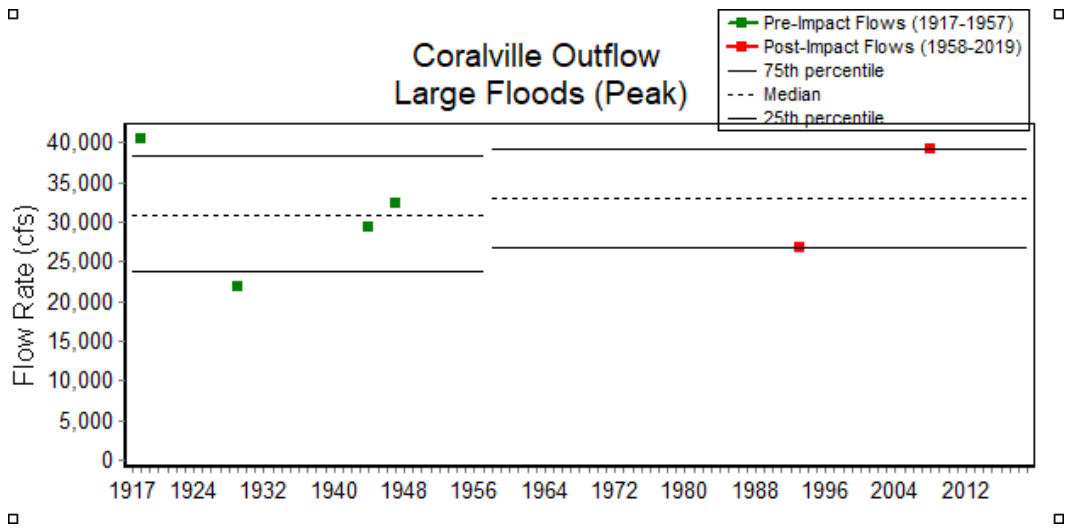 Pre-Impact Flows (1917-1957)
Post-Impact Flows (1958-2019)
75th percentile
Median
25th percentile
Coralville Outflow
Large Floods (Peak)
Flow Rate (cfs)
40,000
35,000
30,000
25,000
20,000
15,000
10,000
5,000
0
1917 1924 1932 1940 1948 1956 1964 1972 1980 1988 1996 2004 2012